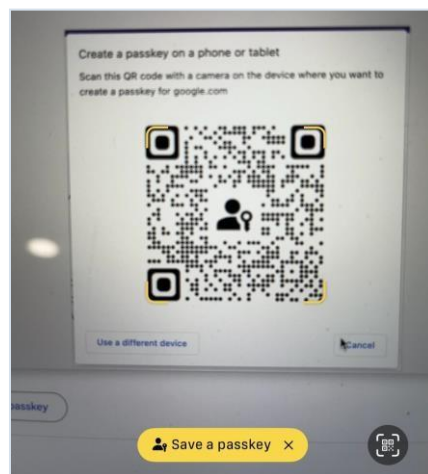 Create a passkey on a phone or tablet
Scan this QR code with a camera on the device where you want to
create a passkey for google.com
Use a different device
Cancel
passkey
Save a passkey